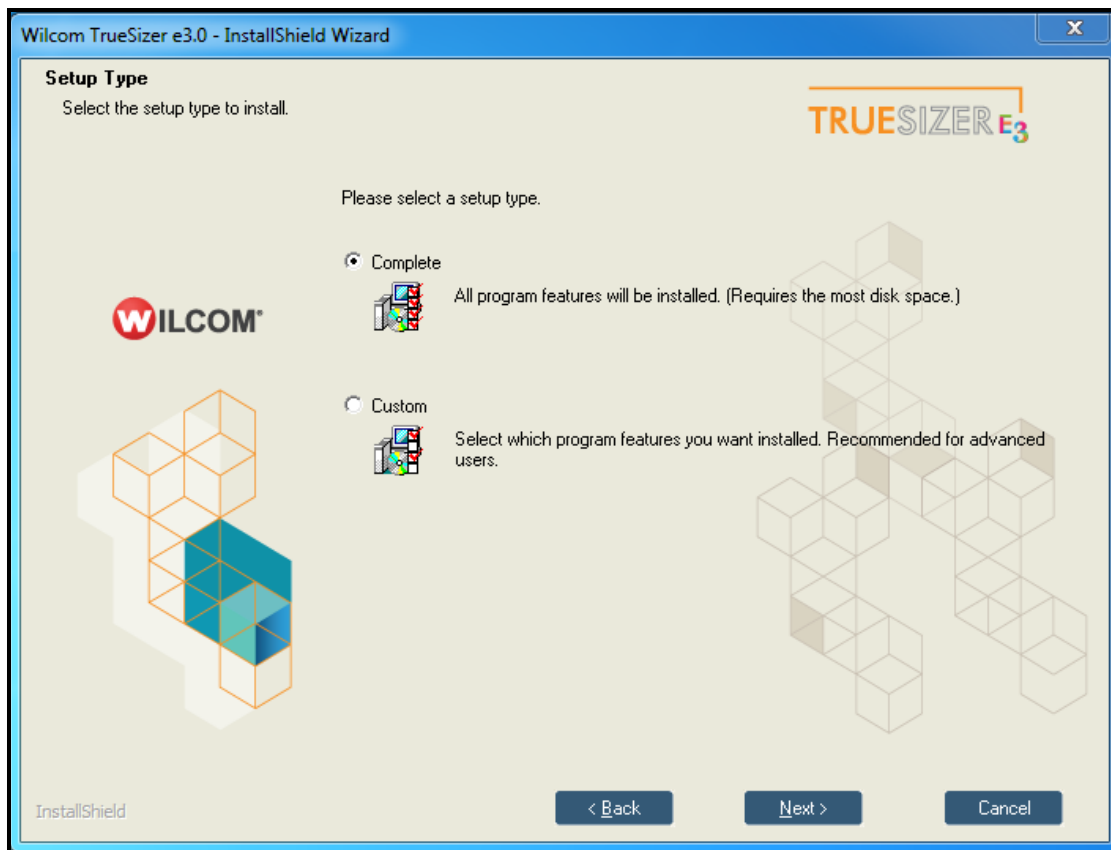 Wilcom TrueSizer e3.0 - InstallShield Wizard
x
Setup Type
Select the setup type to install.
TRUESIZER E3
Please select a setup type.
Complete
All program features will be installed. (Requires the most disk space.)
WILCOM®
Custom
Select which program features you want installed. Recommended for advanced
users.
InstallShield
< Back
Next >
Cancel